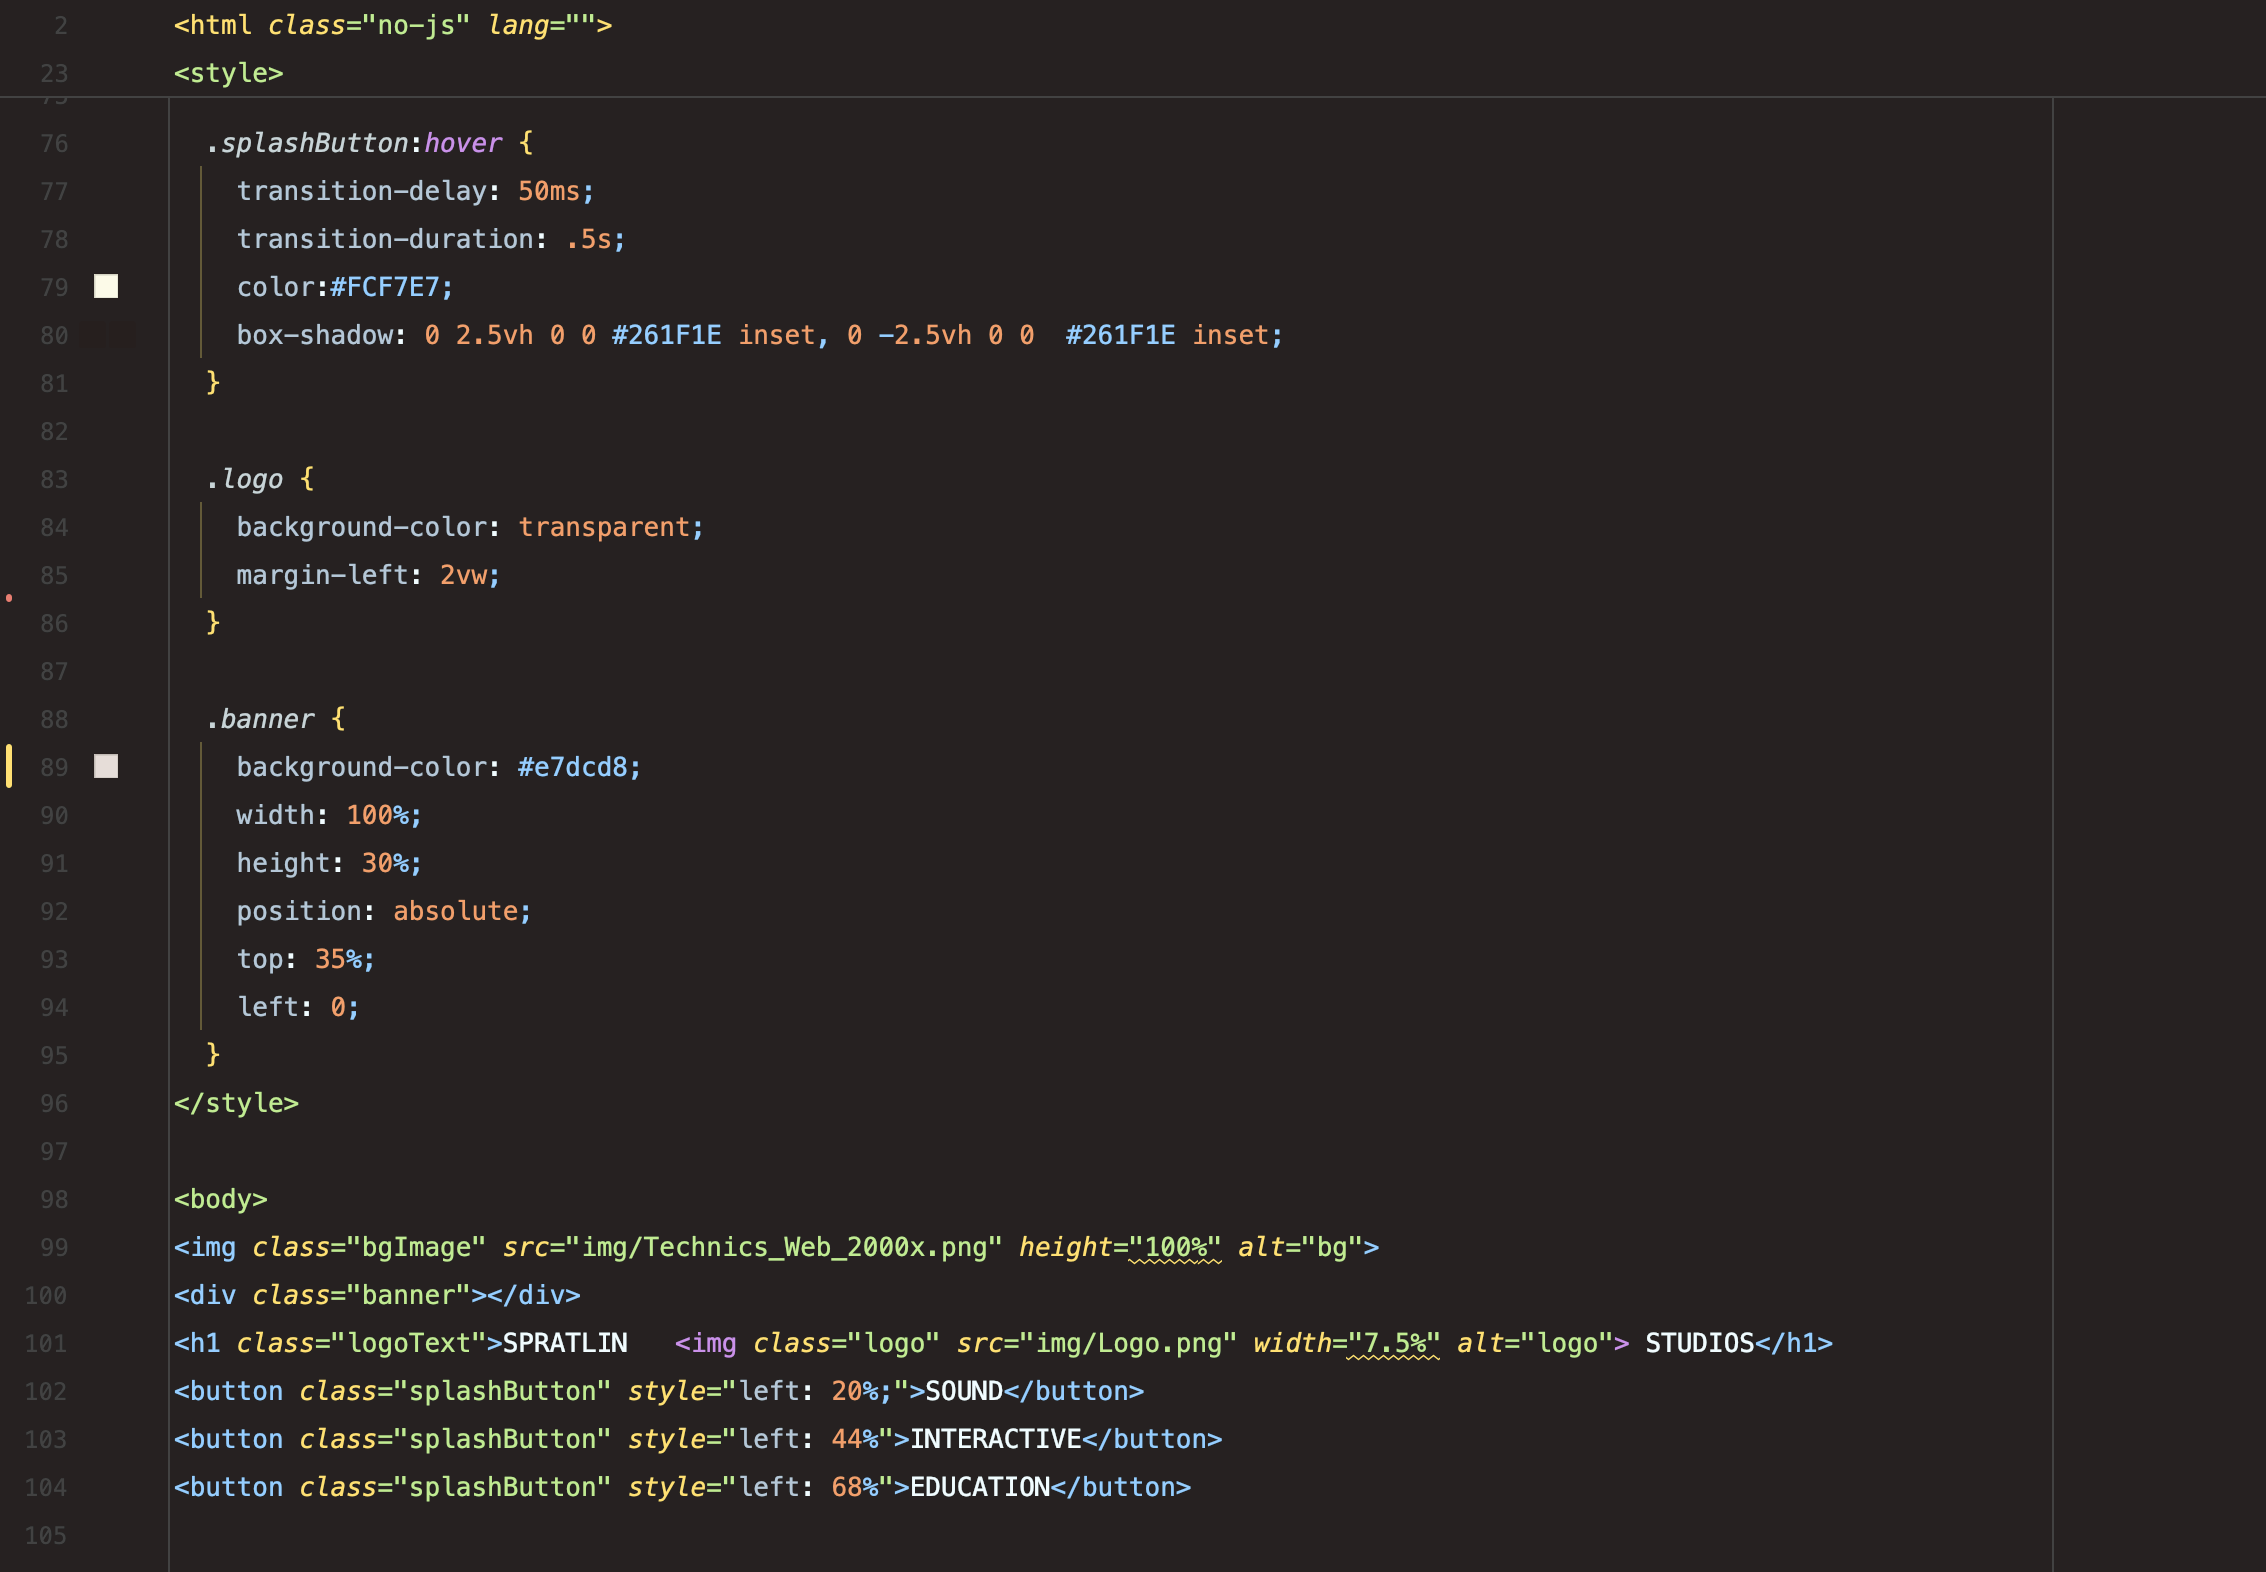 2 <html class="no-js" lang="">
23 <style>
76 .splashButton:hover {
77 transition-delay: 50ms;
78 transition-duration: .5s;
79 color:#FCF7E7;
80 box-shadow: 0 2.5vh 0 0 #261F1E inset, 0 -2.5vh 0 0  #261F1E inset;
81 }
82
83 .logo {
84 background-color: transparent;
85 margin-left: 2vw;
86 }
87
88 .banner {
89 background-color: #e7dcd8;
90 width: 100%;
91 height: 30%;
92 position: absolute;
93 top: 35%;
94 left: 0;
95 }
96 </style>
97
98 <body>
99 <img class="bgImage" src="img/Technics_Web_2000x.png" height="100%" alt="bg">
100 <div class="banner"></div>
101 <h1 class="logoText">SPRATLIN   <img class="logo" src="img/Logo.png" width="7.5%" alt="logo"> STUDIOS</h1>
102 <button class="splashButton" style="left: 20%;">SOUND</button>
103 <button class="splashButton" style="left: 44%">INTERACTIVE</button>
104 <button class="splashButton" style="left: 68%">EDUCATION</button>
105